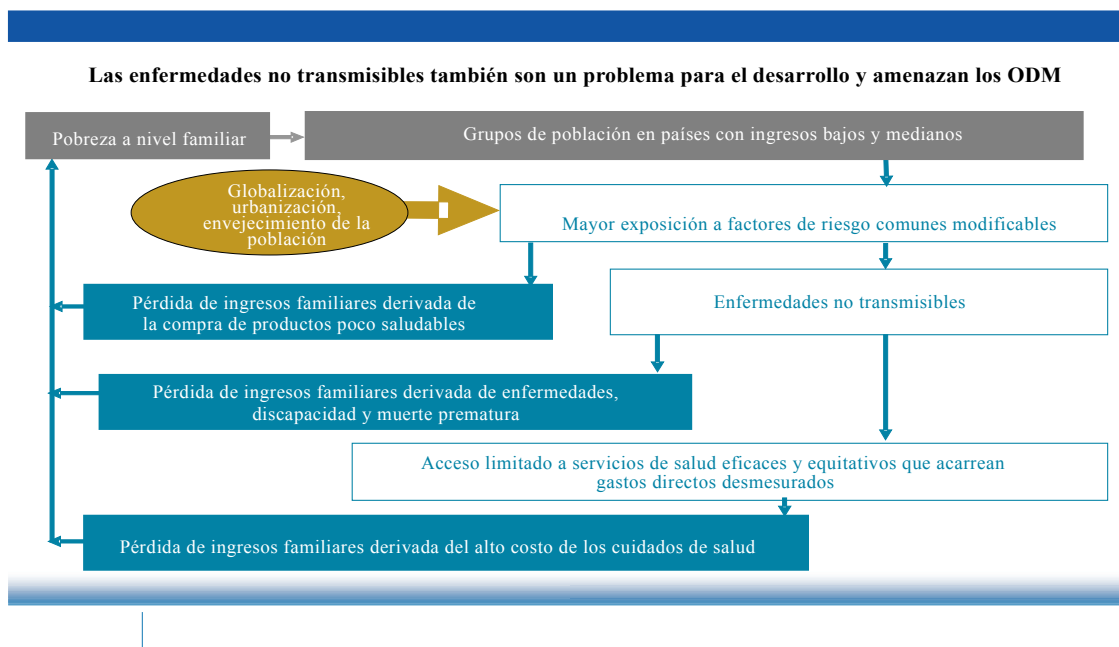 Las enfermedades no transmisibles también son un problema para el desarrollo y amenazan los ODM
Pobreza a nivel familiar
Grupos de población en países con ingresos bajos y medianos
Globalización,
urbanización,
envejecimiento de la
población
Mayor exposición a factores de riesgo comunes modificables
Pérdida de ingresos familiares derivada de
la compra de productos poco saludables
Enfermedades no transmisibles
Pérdida de ingresos familiares derivada de enfermedades,
discapacidad y muerte prematura
Acceso limitado a servicios de salud eficaces y equitativos que acarrean
gastos directos desmesurados
Pérdida de ingresos familiares derivada del alto costo de los cuidados de salud